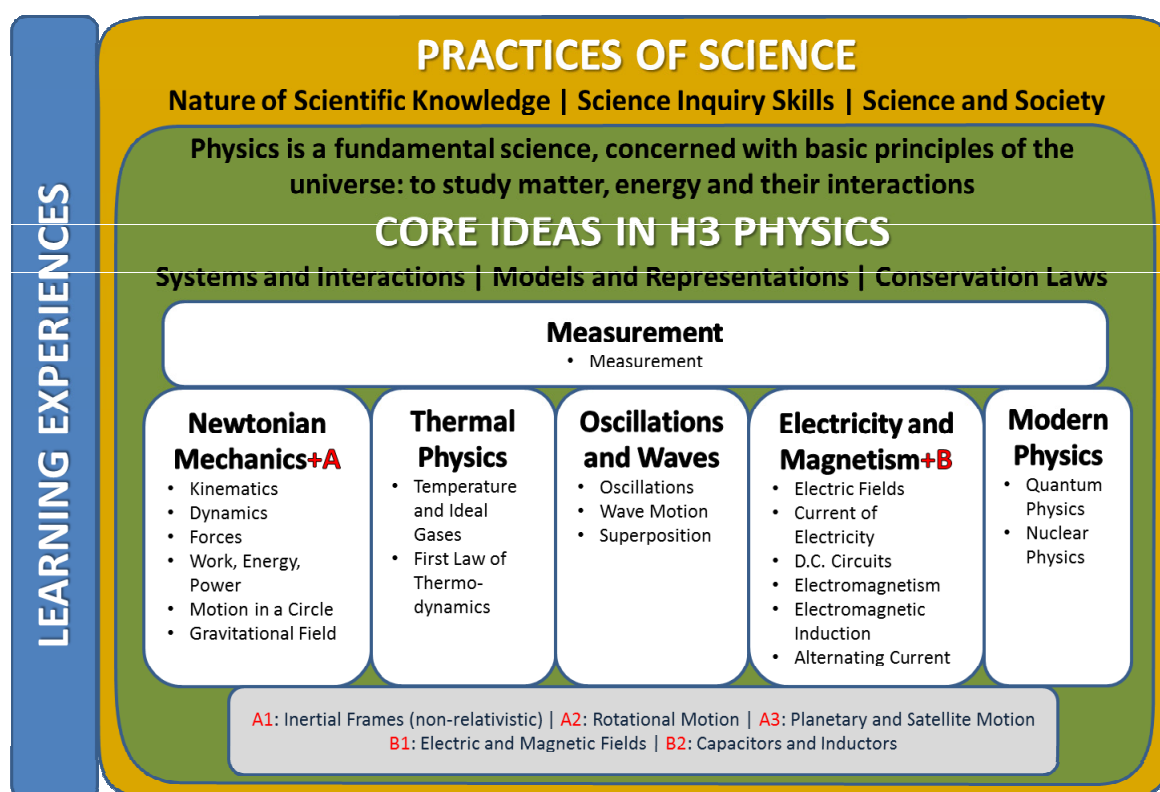 LEARNING EXPERIENCES
PRACTICES OF SCIENCE
Nature of Scientific Knowledge | Science Inquiry Skills | Science and Society
Physics is a fundamental science, concerned with basic principles of the
universe: to study matter, energy and their interactions
CORE IDEAS IN H3 PHYSICS
Systems and Interactions | Models and Representations | Conservation Laws
Measurement
• Measurement
Newtonian
Mechanics+A
• Kinematics
• Dynamics
• Forces
• Work, Energy,
Power
• Motion in a Circle
• Gravitational Field
Thermal
Physics
• Temperature
and Ideal
Gases
• First Law of
Thermo-
dynamics
Oscillations
and Waves
• Oscillations
• Wave Motion
• Superposition
Electricity and
Magnetism+B
• Electric Fields
• Current of
Electricity
• D.C. Circuits
• Electromagnetism
• Electromagnetic
Induction
• Alternating Current
Modern
Physics
• Quantum
Physics
• Nuclear
Physics
A1: Inertial Frames (non-relativistic) | A2: Rotational Motion | A3: Planetary and Satellite Motion
B1: Electric and Magnetic Fields | B2: Capacitors and Inductors